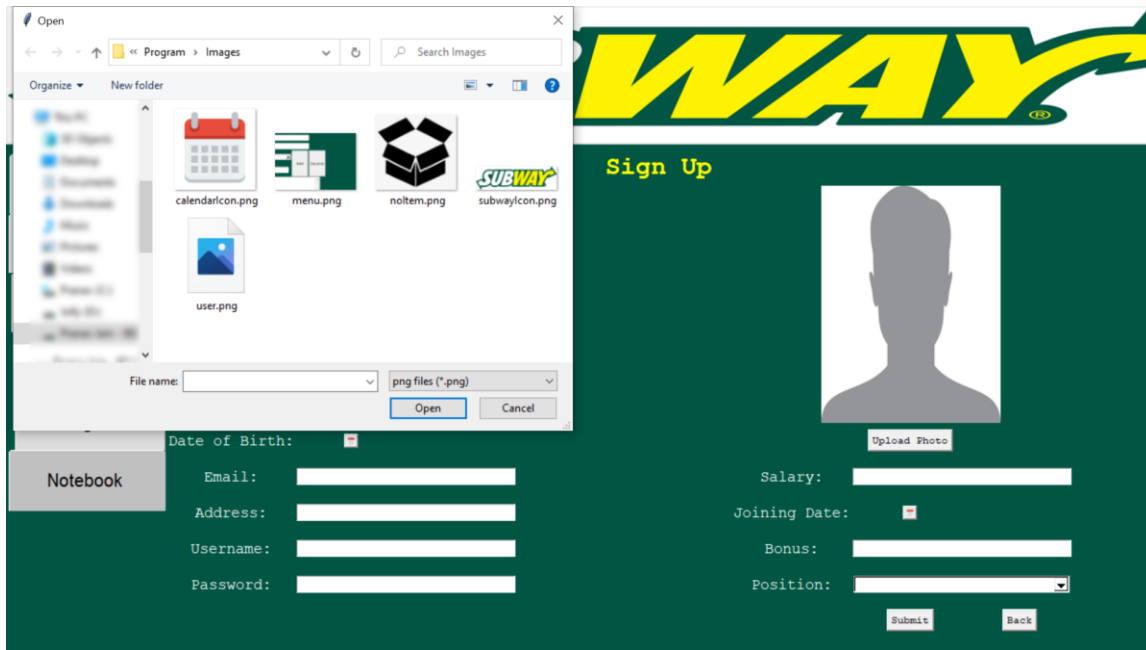 Open
« Program › Images
Search Images
Organize
New folder
WAY®
calendarIcon.png
menu.png
noItem.png
SUBWAY
subwayIcon.png
user.png
File name:
png files (*.png)
Open
Cancel
Sign Up
Upload Photo
Date of Birth:
Notebook
Email:
Salary:
Address:
Joining Date:
Username:
Bonus:
Password:
Position:
Submit
Back